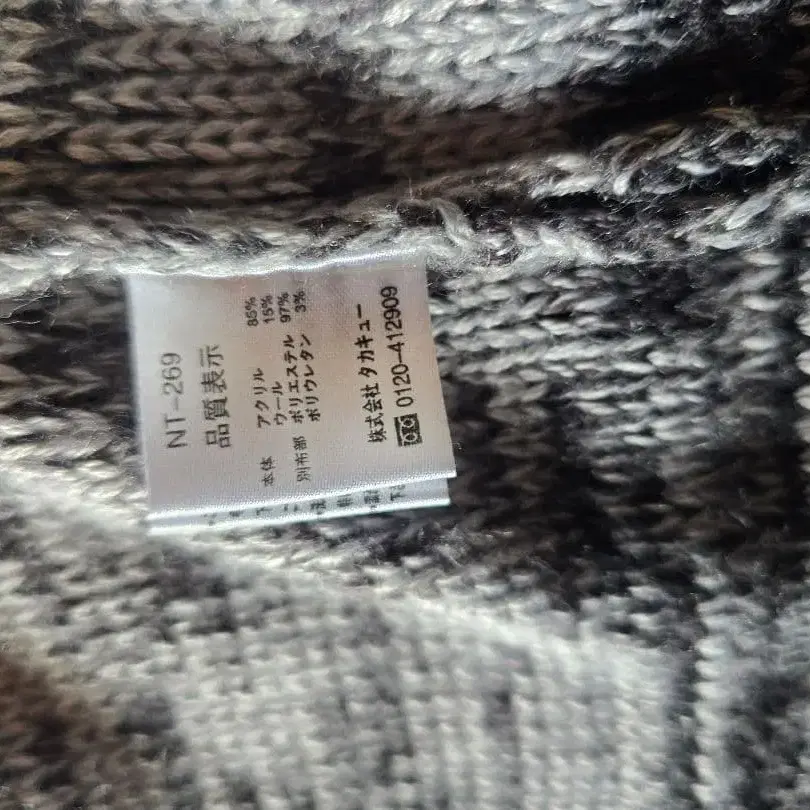 NT-269
品質表示
本体 アクリル 85%
ウール 15%
別布部 ポリエステル 97%
ポリウレタン 3%
株式会社 タカキュー
0120-412909